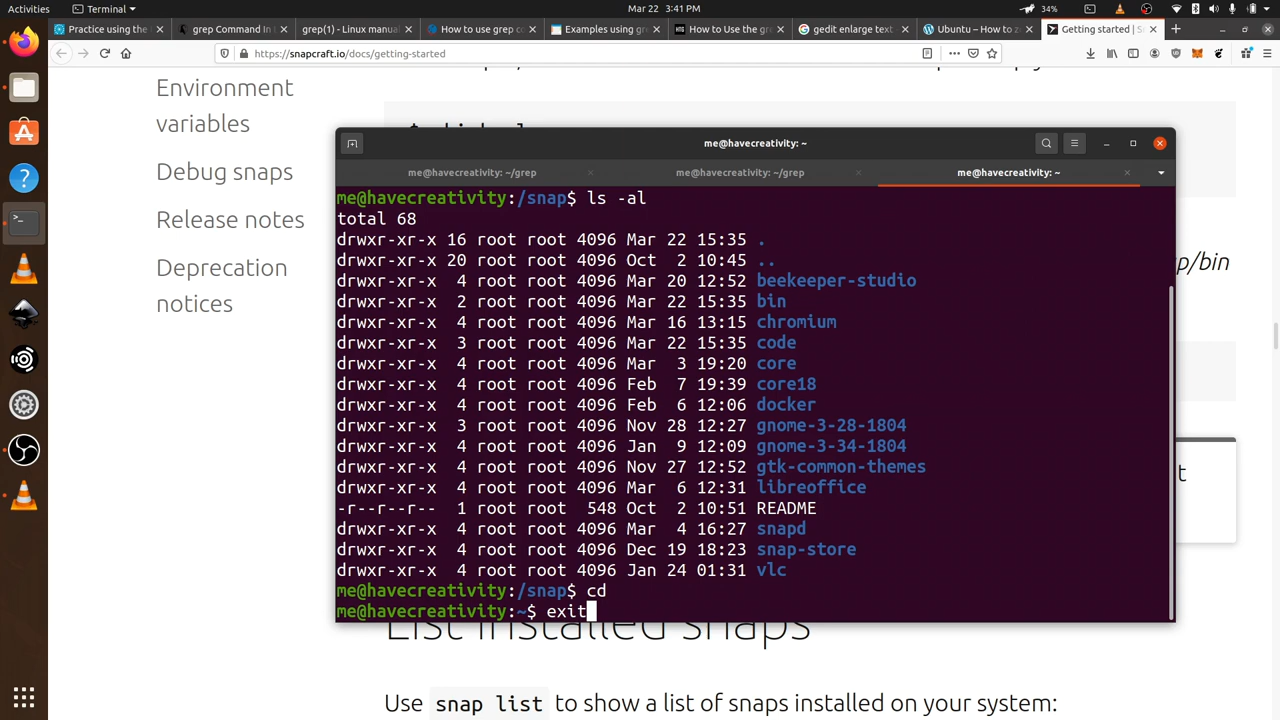 Activities
Terminal
Mar 22 3:41 PM
34%
Practice using the
grep Command In L
grep(1) - Linux manual
How to use grep co
Examples using gre
How to Use the gr
gedit enlarge text
Ubuntu – How to zo
Getting started | S
https://snapcraft.io/docs/getting-started
Environment
variables
Debug snaps
Release notes
Deprecation
notices
me@havecreativity: ~
me@havecreativity: ~/grep
me@havecreativity: ~/grep
me@havecreativity: ~
me@havecreativity:/snap$ ls -al
total 68
drwxr-xr-x 16 root root 4096 Mar 22 15:35 .
drwxr-xr-x 20 root root 4096 Oct  2 10:45 ..
drwxr-xr-x  4 root root 4096 Mar 20 12:52 beekeeper-studio
drwxr-xr-x  2 root root 4096 Mar 22 15:35 bin
drwxr-xr-x  4 root root 4096 Mar 16 13:15 chromium
drwxr-xr-x  3 root root 4096 Mar 22 15:35 code
drwxr-xr-x  4 root root 4096 Mar  3 19:20 core
drwxr-xr-x  4 root root 4096 Feb  7 19:39 core18
drwxr-xr-x  4 root root 4096 Feb  6 12:06 docker
drwxr-xr-x  3 root root 4096 Nov 28 12:27 gnome-3-28-1804
drwxr-xr-x  4 root root 4096 Jan  9 12:09 gnome-3-34-1804
drwxr-xr-x  4 root root 4096 Nov 27 12:52 gtk-common-themes
drwxr-xr-x  4 root root 4096 Mar  6 12:31 libreoffice
-r--r--r--  1 root root  548 Oct  2 10:51 README
drwxr-xr-x  4 root root 4096 Mar  4 16:27 snapd
drwxr-xr-x  4 root root 4096 Dec 19 18:23 snap-store
drwxr-xr-x  4 root root 4096 Jan 24 01:31 vlc
me@havecreativity:/snap$ cd
me@havecreativity:~$ exit
p/bin
t
List installed snaps
Use snap list to show a list of snaps installed on your system: